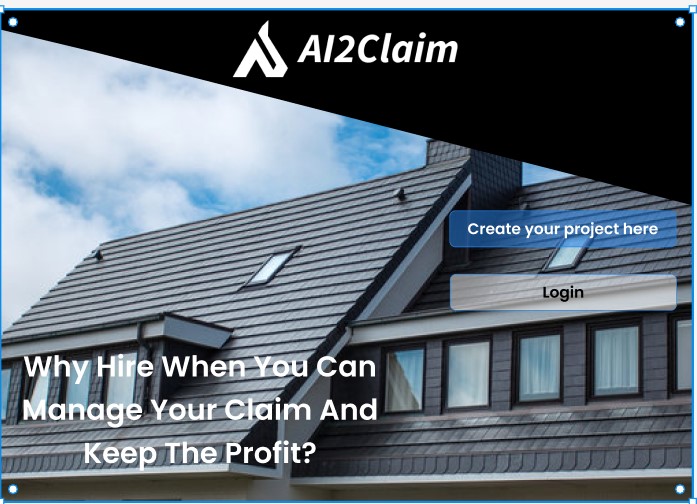 AI2Claim
Create your project here
Login
Why Hire When You Can
Manage Your Claim And
Keep The Profit?